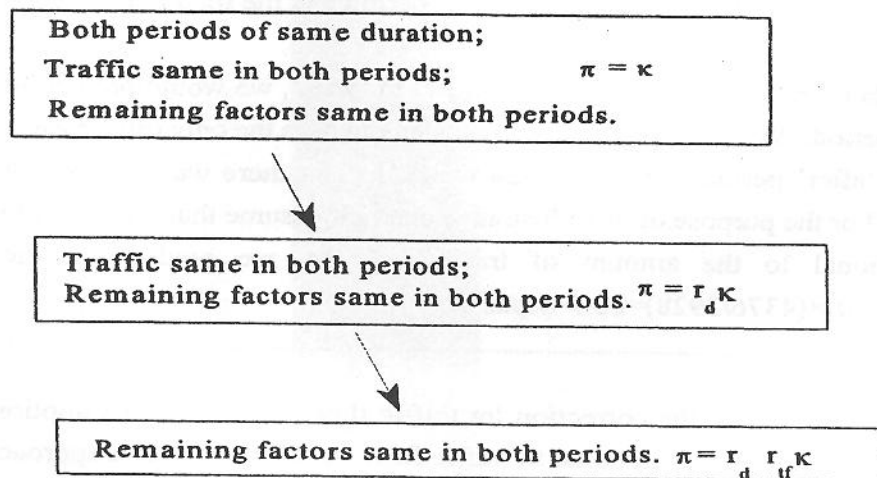 Both periods of same duration;
Traffic same in both periods; π = κ
Remaining factors same in both periods.
Traffic same in both periods;
Remaining factors same in both periods. π = r_d κ
Remaining factors same in both periods. π = r_d r_tf κ